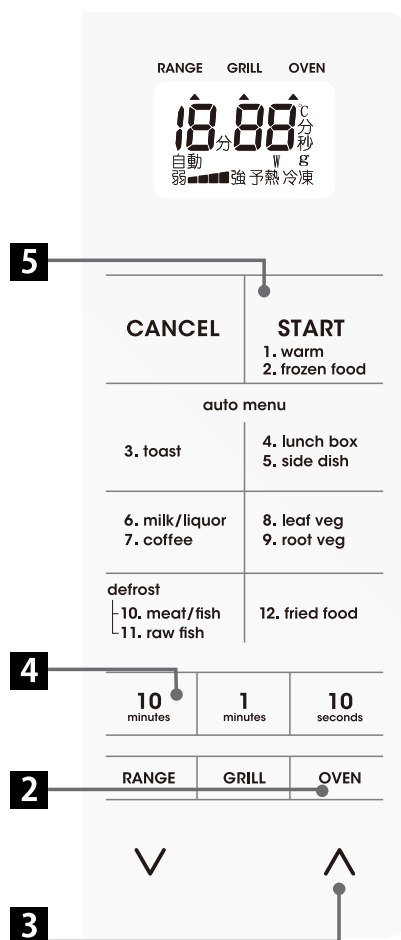 RANGE GRILL OVEN
18分88℃分秒
自動 W g
弱 強 予熱 冷凍
5
CANCEL START
1. warm
2. frozen food
auto menu
3. toast
4. lunch box
5. side dish
6. milk/liquor
7. coffee
8. leaf veg
9. root veg
defrost
10. meat/fish
11. raw fish
12. fried food
4
10 minutes
1 minutes
10 seconds
2
RANGE GRILL OVEN
3